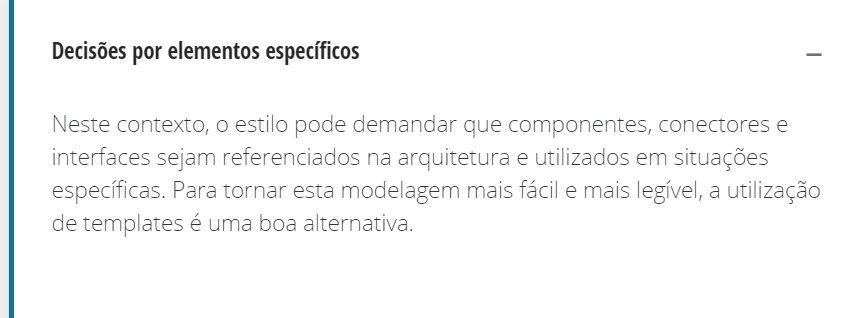 Decisões por elementos específicos
Neste contexto, o estilo pode demandar que componentes, conectores e
interfaces sejam referenciados na arquitetura e utilizados em situações
específicas. Para tornar esta modelagem mais fácil e mais legível, a utilização
de templates é uma boa alternativa.